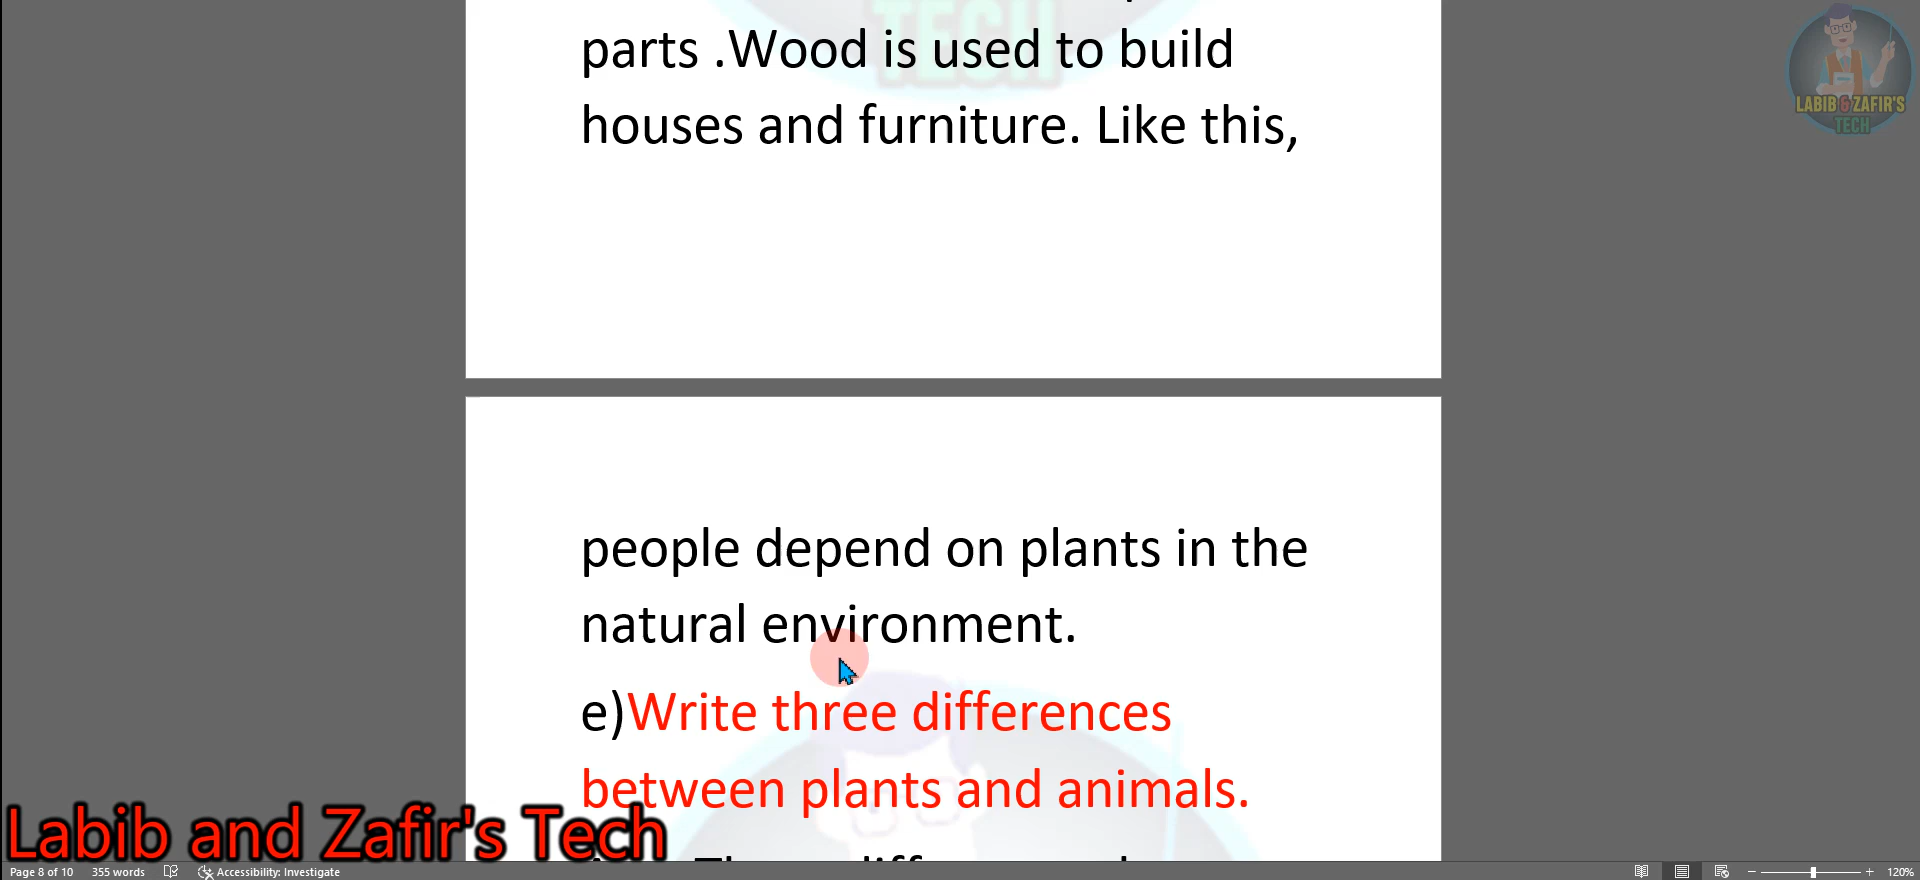 parts .Wood is used to build
houses and furniture. Like this,
LABIB & ZAFIR'S
TECH
TECH
people depend on plants in the
natural environment.
e)Write three differences
between plants and animals.
Labib and Zafir's Tech
Page 8 of 10 355 words Accessibility: Investigate 120%